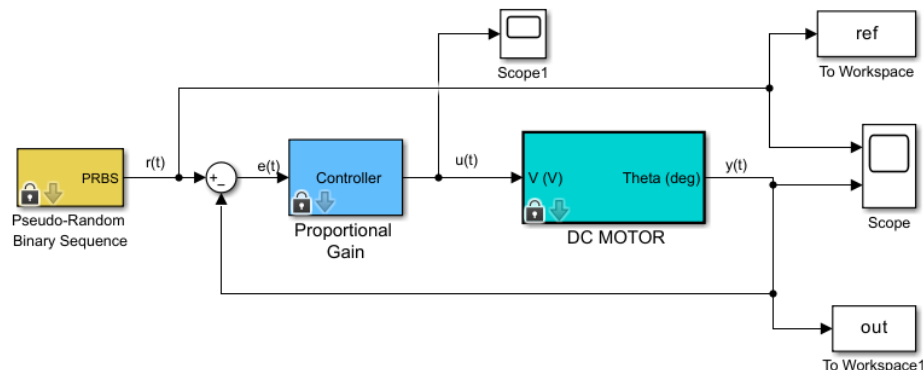 ref
To Workspace
Scope1
PRBS
r(t)
+
−
e(t)
Controller
u(t)
V (V)
Theta (deg)
y(t)
Scope
Pseudo-Random
Binary Sequence
Proportional
Gain
DC MOTOR
out
To Workspace1